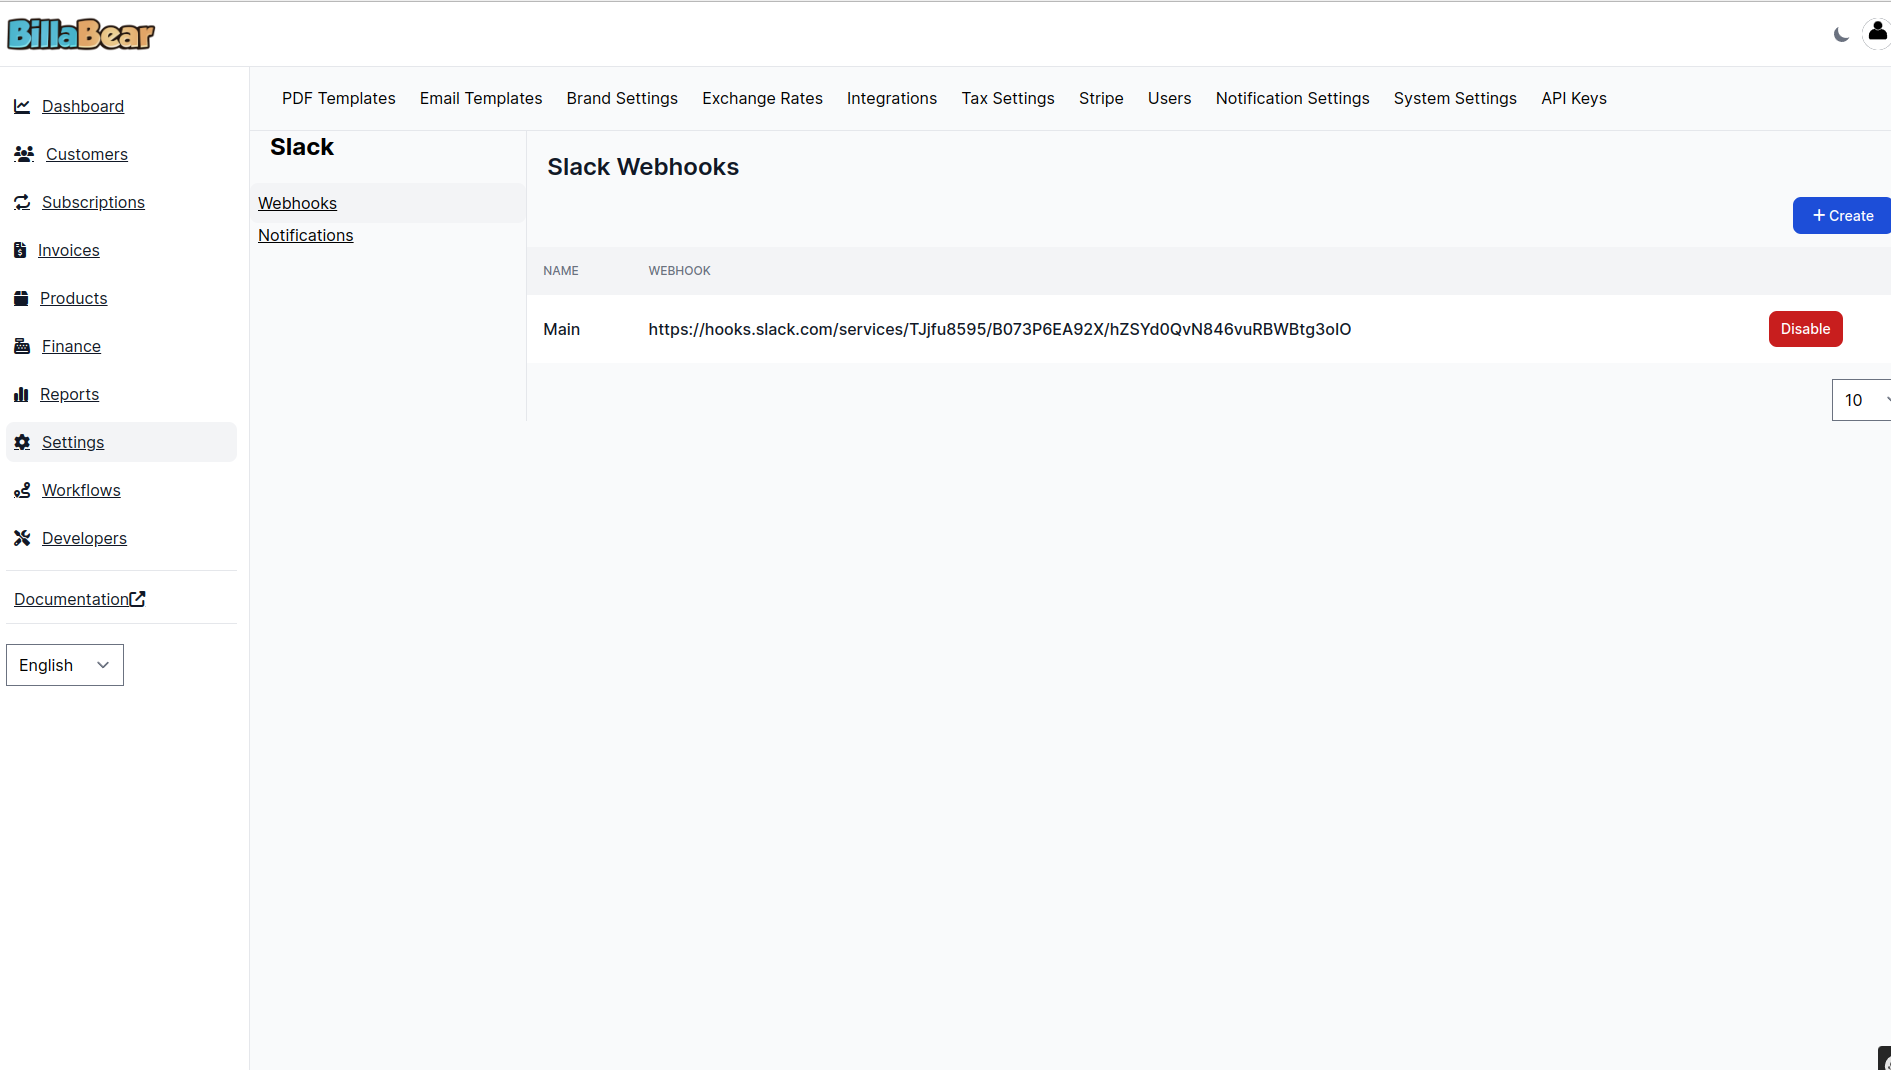 BillaBear
Dashboard
Customers
Subscriptions
Invoices
Products
Finance
Reports
Settings
Workflows
Developers
Documentation
English
PDF Templates Email Templates Brand Settings Exchange Rates Integrations Tax Settings Stripe Users Notification Settings System Settings API Keys
Slack
Webhooks
Notifications
Slack Webhooks
+ Create
NAME WEBHOOK
Main https://hooks.slack.com/services/TJjfu8595/B073P6EA92X/hZSYd0QvN846vuRBWBtg3oIO Disable
10